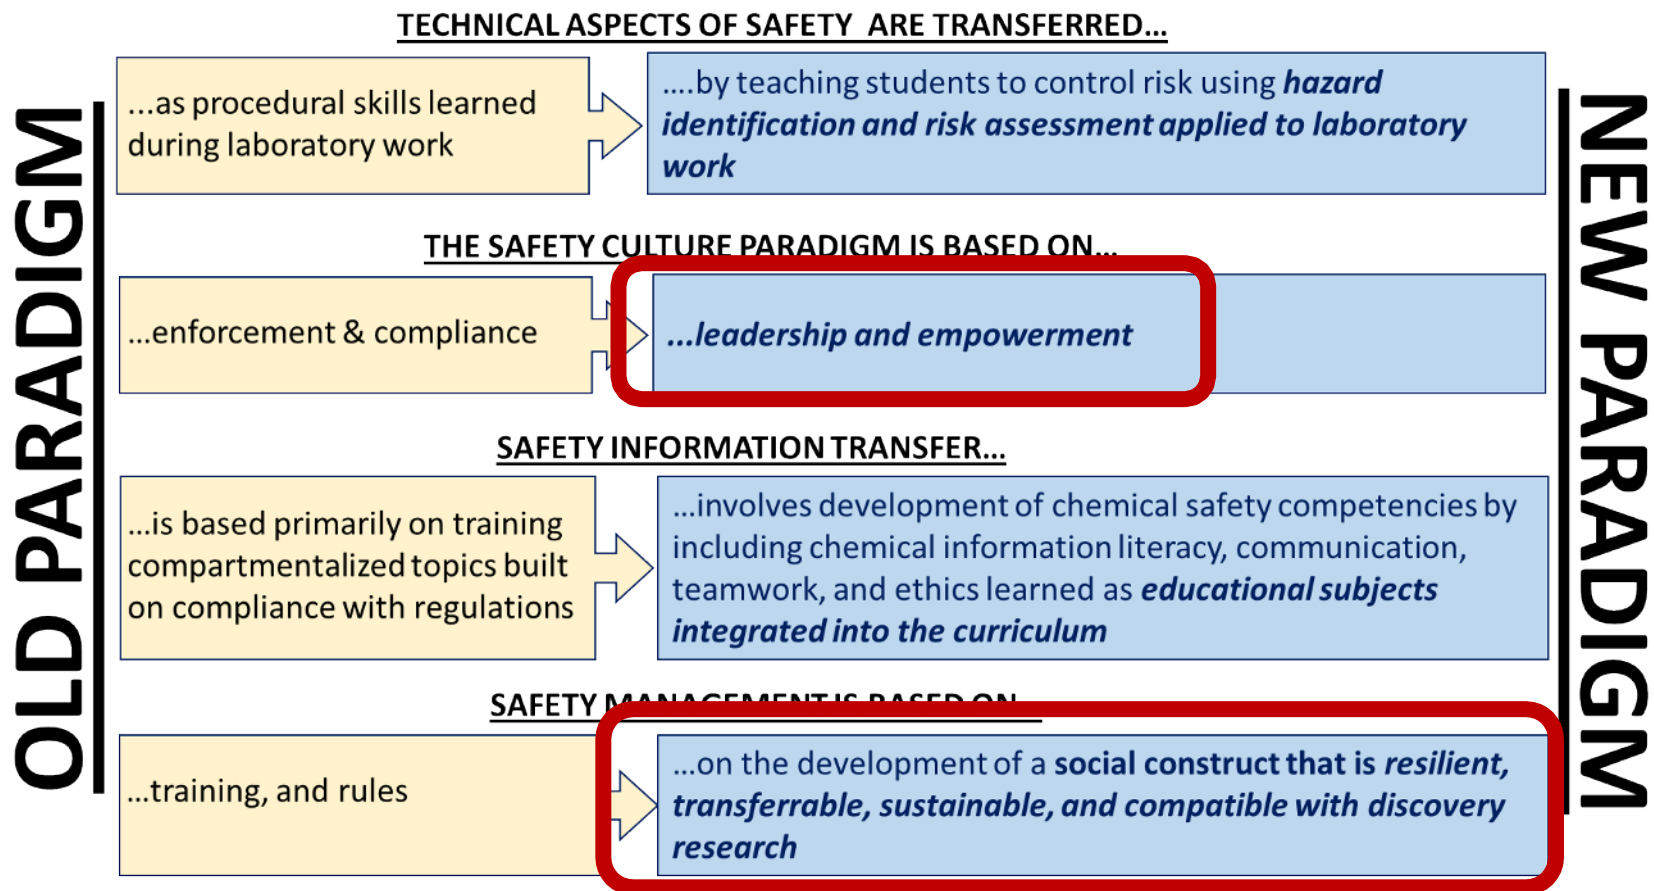 TECHNICAL ASPECTS OF SAFETY ARE TRANSFERRED...
OLD PARADIGM
...as procedural skills learned
during laboratory work
....by teaching students to control risk using hazard
identification and risk assessment applied to laboratory
work
NEW PARADIGM
THE SAFETY CULTURE PARADIGM IS BASED ON...
...enforcement & compliance
...leadership and empowerment
SAFETY INFORMATION TRANSFER...
...is based primarily on training
compartmentalized topics built
on compliance with regulations
...involves development of chemical safety competencies by
including chemical information literacy, communication,
teamwork, and ethics learned as educational subjects
integrated into the curriculum
SAFETY MANAGEMENT IS BASED ON
...training, and rules
...on the development of a social construct that is resilient,
transferrable, sustainable, and compatible with discovery
research